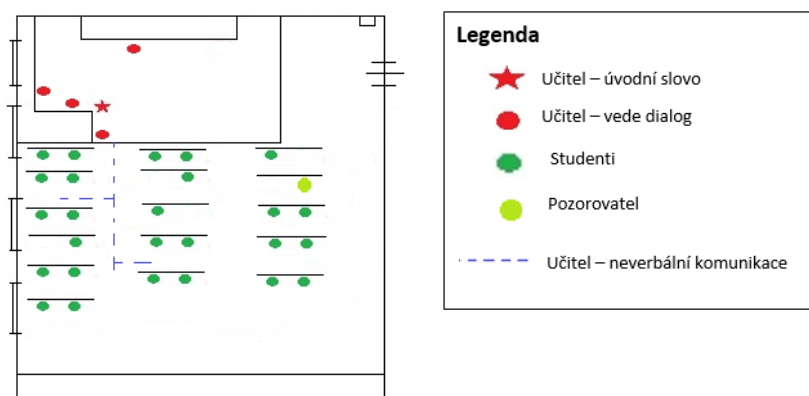 Legenda
Učitel – úvodní slovo
Učitel – vede dialog
Studenti
Pozorovatel
Učitel – neverbální komunikace